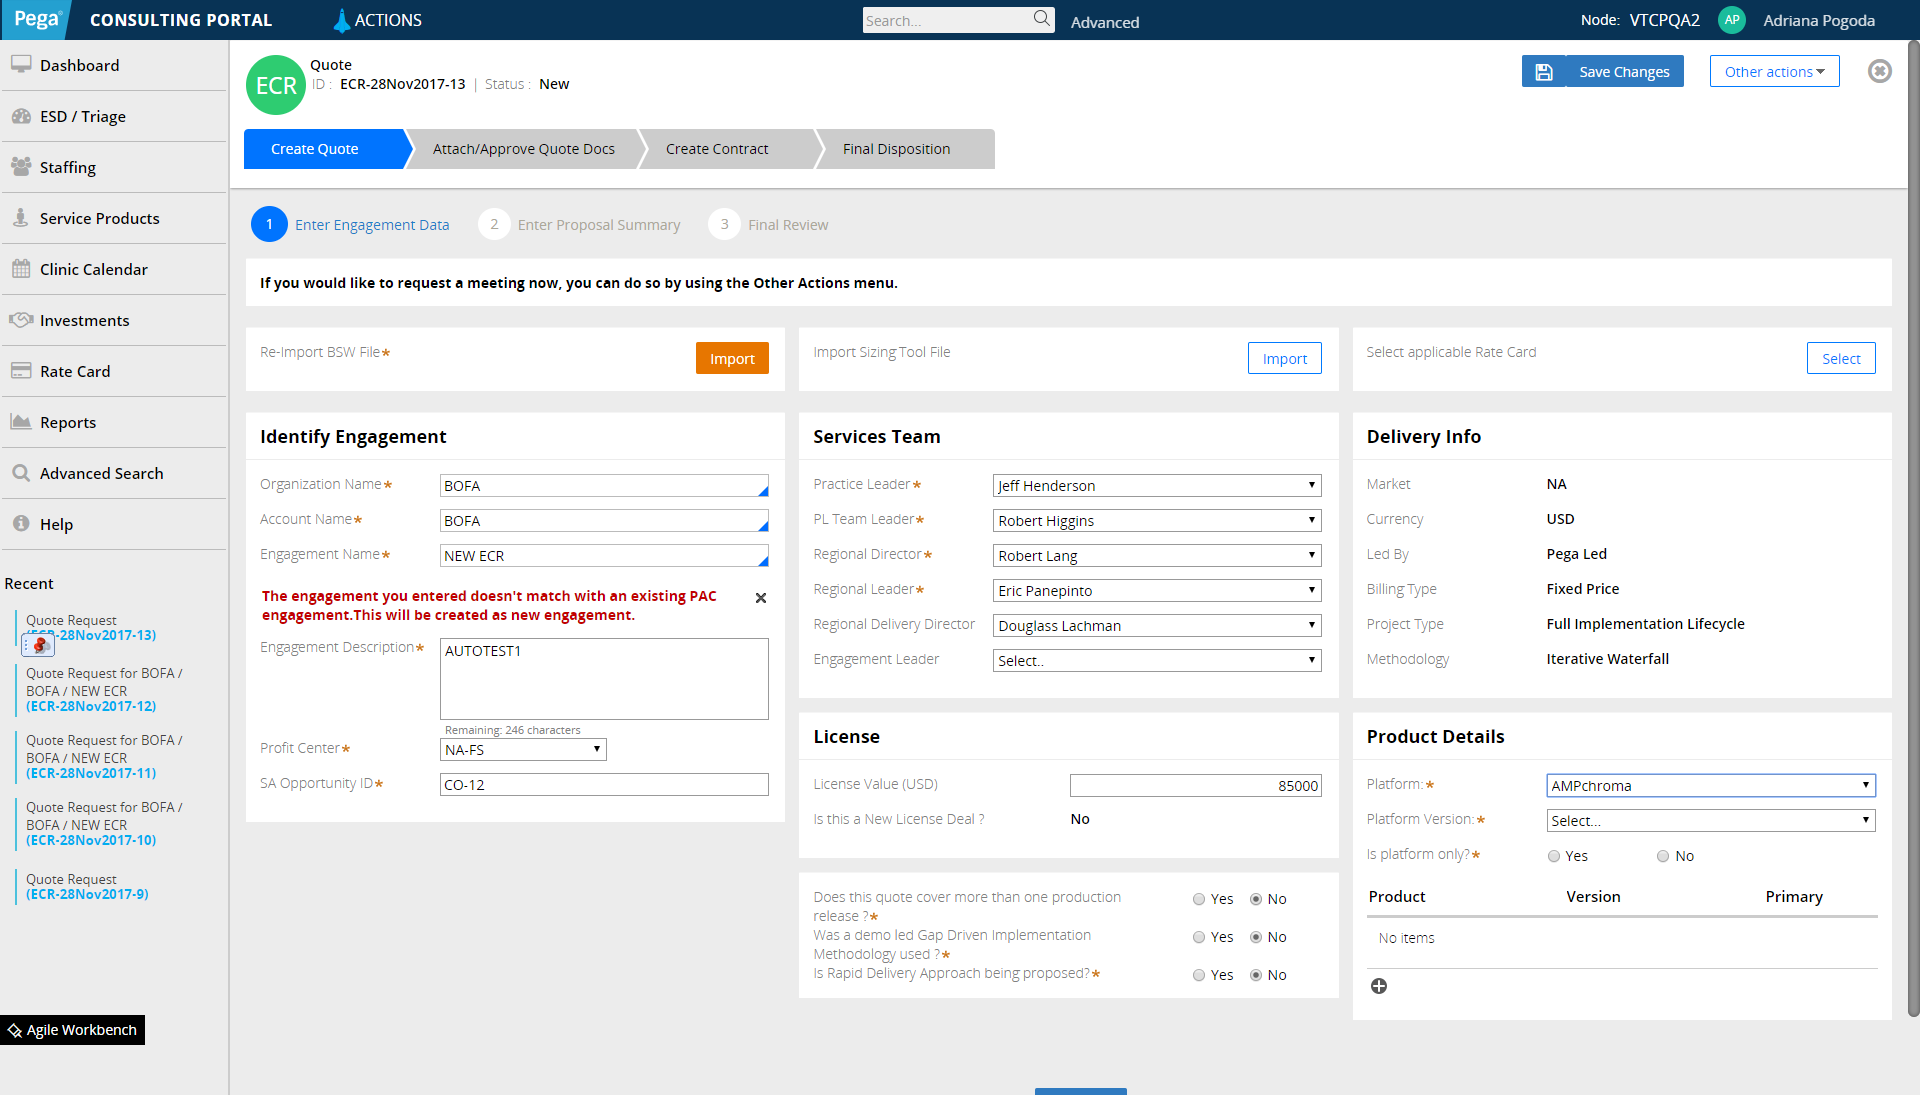 Pega CONSULTING PORTAL ACTIONS Search... Advanced Node: VTCPQA2 AP Adriana Pogoda
Dashboard
ESD / Triage
Staffing
Service Products
Clinic Calendar
Investments
Rate Card
Reports
Advanced Search
Help
Recent
Quote Request
(ECR-28Nov2017-13)
Quote Request for BOFA /
BOFA / NEW ECR
(ECR-28Nov2017-12)
Quote Request for BOFA /
BOFA / NEW ECR
(ECR-28Nov2017-11)
Quote Request for BOFA /
BOFA / NEW ECR
(ECR-28Nov2017-10)
Quote Request
(ECR-28Nov2017-9)
Agile Workbench
ECR
Quote
ID : ECR-28Nov2017-13 | Status : New
Save Changes
Other actions
Create Quote
Attach/Approve Quote Docs
Create Contract
Final Disposition
1 Enter Engagement Data
2 Enter Proposal Summary
3 Final Review
If you would like to request a meeting now, you can do so by using the Other Actions menu.
Re-Import BSW File* Import
Import Sizing Tool File Import
Select applicable Rate Card Select
Identify Engagement
Organization Name* BOFA
Account Name* BOFA
Engagement Name* NEW ECR
The engagement you entered doesn't match with an existing PAC
engagement.This will be created as new engagement.
Engagement Description* AUTOTEST1
Remaining: 246 characters
Profit Center* NA-FS
SA Opportunity ID* CO-12
Services Team
Practice Leader* Jeff Henderson
PL Team Leader* Robert Higgins
Regional Director* Robert Lang
Regional Leader* Eric Panepinto
Regional Delivery Director Douglass Lachman
Engagement Leader Select..
License
License Value (USD) 85000
Is this a New License Deal ? No
Does this quote cover more than one production
release ?* Yes No
Was a demo led Gap Driven Implementation
Methodology used ?* Yes No
Is Rapid Delivery Approach being proposed?* Yes No
Delivery Info
Market NA
Currency USD
Led By Pega Led
Billing Type Fixed Price
Project Type Full Implementation Lifecycle
Methodology Iterative Waterfall
Product Details
Platform:* AMPchroma
Platform Version:* Select...
Is platform only?* Yes No
Product Version Primary
No items